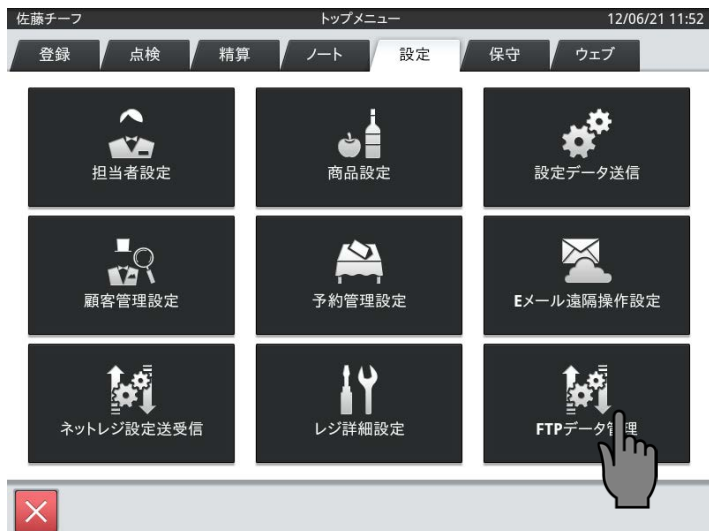 佐藤チーフ トップメニュー 12/06/21 11:52
登録 点検 精算 ノート 設定 保守 ウェブ
担当者設定 商品設定 設定データ送信
顧客管理設定 予約管理設定 Eメール遠隔操作設定
ネットレジ設定送受信 レジ詳細設定 FTPデータ管理